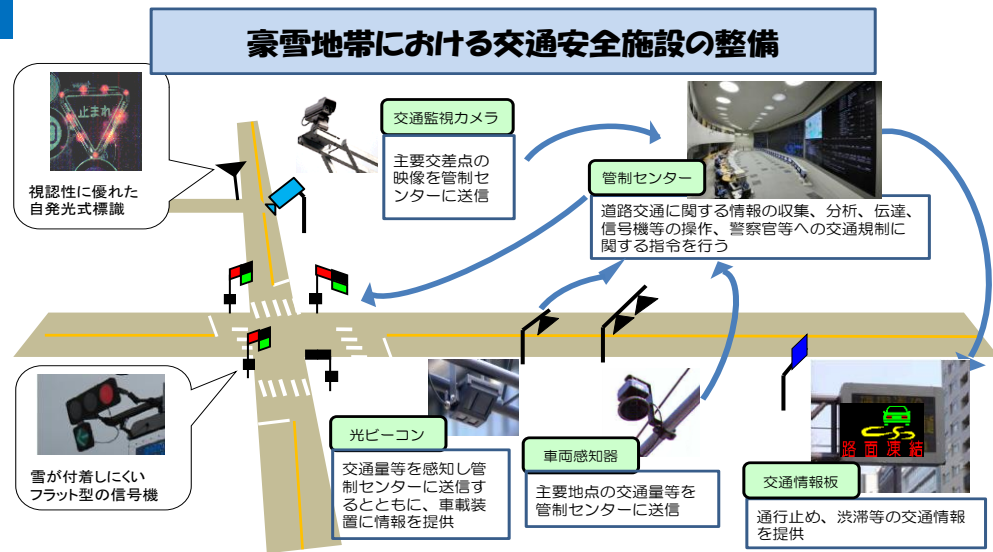 豪雪地帯における交通安全施設の整備
止まれ
視認性に優れた
自発光式標識
交通監視カメラ
主要交差点の
映像を管制セ
ンターに送信
管制センター
道路交通に関する情報の収集、分析、伝達、
信号機等の操作、警察官等への交通規制に
関する指令を行う
雪が付着しにくい
フラット型の信号機
光ビーコン
交通量等を感知し管
制センターに送信す
るとともに、車載装
置に情報を提供
車両感知器
主要地点の交通量等を
管制センターに送信
路面凍結
交通情報板
通行止め、渋滞等の交通情報
を提供